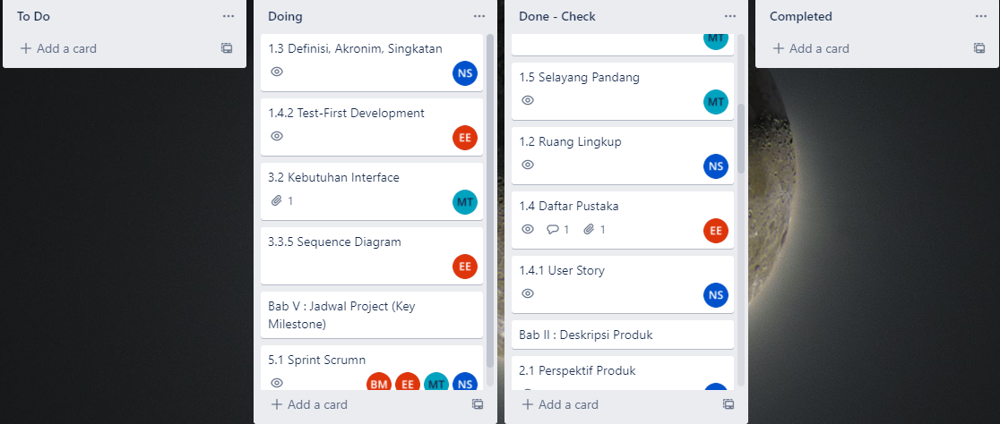 To Do
Add a card
Doing
1.3 Definisi, Akronim, Singkatan
NS
1.4.2 Test-First Development
EE
3.2 Kebutuhan Interface
1
MT
3.3.5 Sequence Diagram
EE
Bab V : Jadwal Project (Key
Milestone)
5.1 Sprint Scrumn
BM EE MT NS
Add a card
Done - Check
MT
1.5 Selayang Pandang
MT
1.2 Ruang Lingkup
NS
1.4 Daftar Pustaka
1 1
EE
1.4.1 User Story
NS
Bab II : Deskripsi Produk
2.1 Perspektif Produk
Add a card
Completed
Add a card